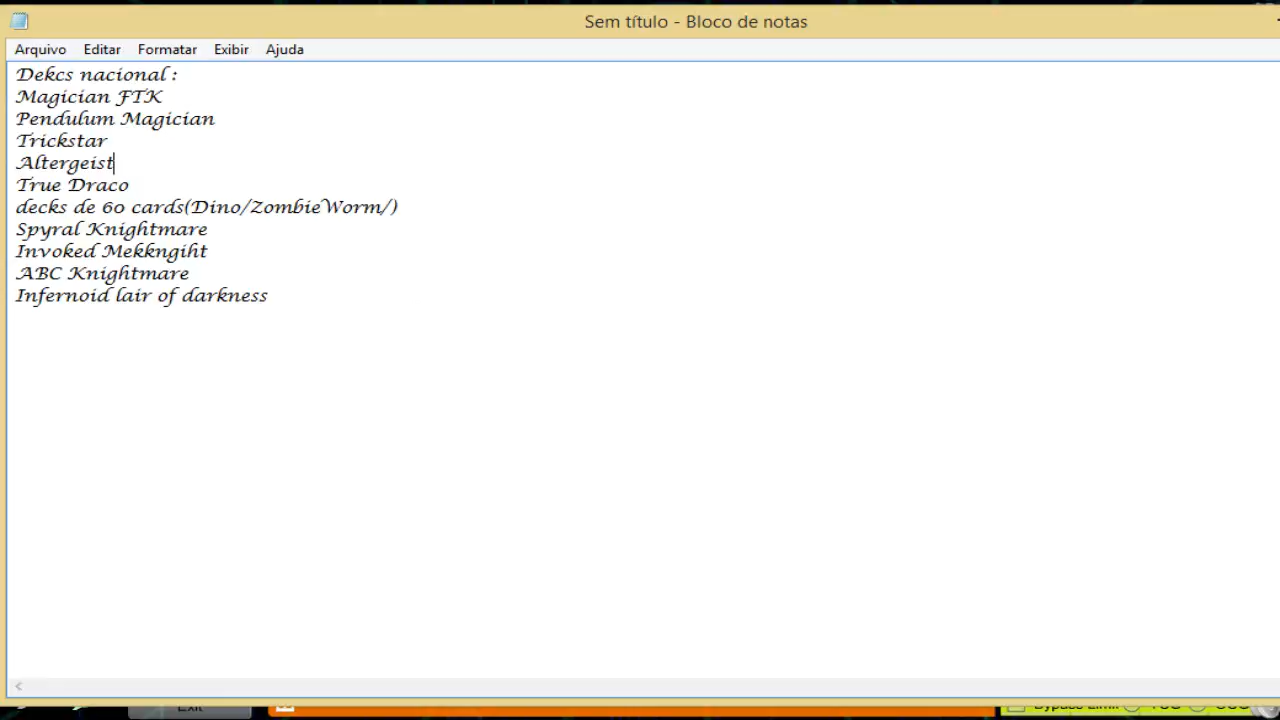 Sem título - Bloco de notas
Arquivo Editar Formatar Exibir Ajuda
Dekcs nacional :
Magician FTK
Pendulum Magician
Trickstar
Altergeist
True Draco
decks de 60 cards(Dino/ZombieWorm/)
Spyral Knightmare
Invoked Mekkngiht
ABC Knightmare
Infernoid lair of darkness
Exit